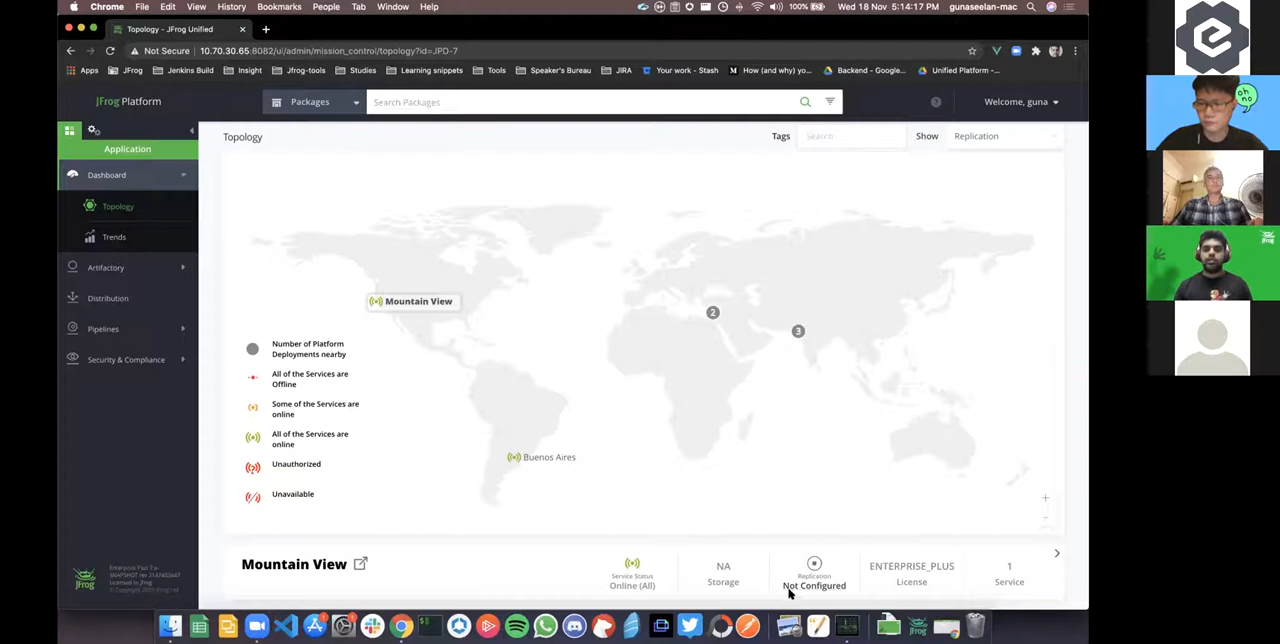 Chrome File Edit View History Bookmarks People Tab Window Help 100% Wed 18 Nov 5:14:17 PM gunaseelan-mac
Topology - JFrog Unified
Not Secure 10.70.30.65:8082/ui/admin/mission_control/topology?id=JPD-7
Apps JFrog Jenkins Build Insight Jfrog-tools Studies Learning snippets Tools Speaker's Bureau JIRA Your work - Stash How (and why) yo... Backend - Google... Unified Platform -...
JFrog Platform Packages Search Packages Welcome, guna
Application
Dashboard
Topology
Trends
Artifactory
Distribution
Pipelines
Security & Compliance
Topology Tags Search Show Replication
Mountain View
2
3
Buenos Aires
Number of Platform
Deployments nearby
All of the Services are
Offline
Some of the Services are
online
All of the Services are
online
Unauthorized
Unavailable
Mountain View
Service Status
Online (All)
NA
Storage
Replication
Not Configured
ENTERPRISE_PLUS
License
1
Service
JFrog
oh
no
JFrog